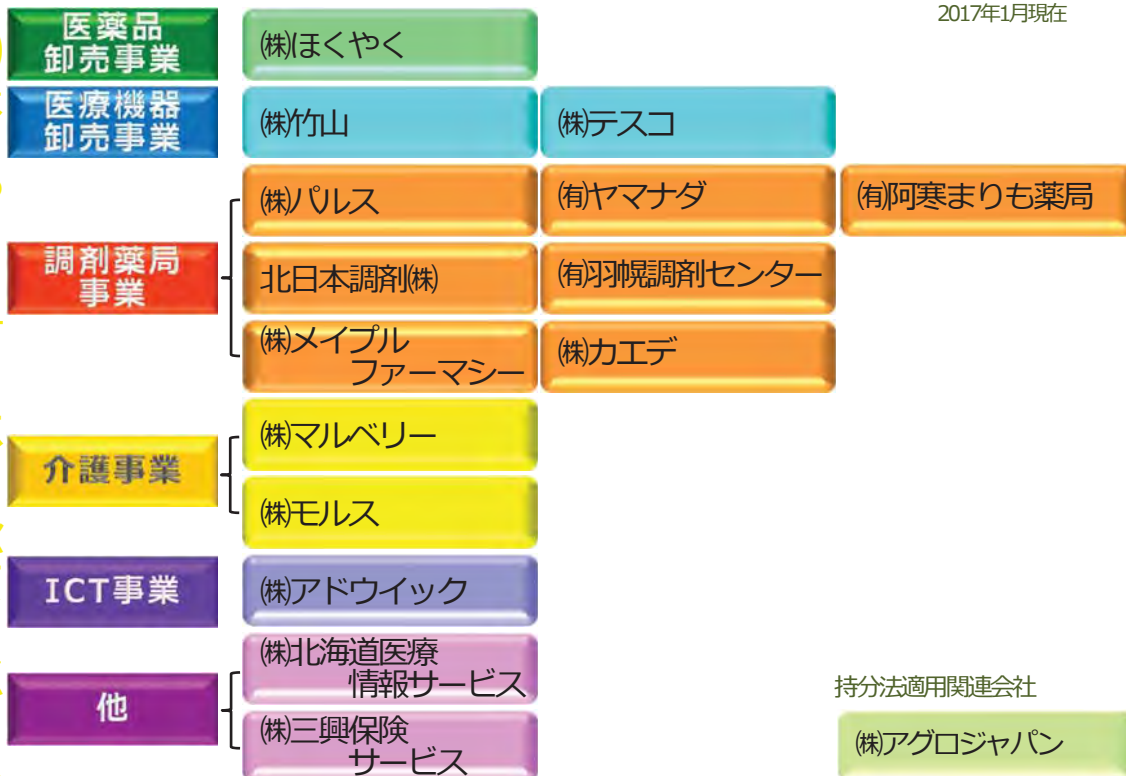 2017年1月現在
医薬品
卸売事業
㈱ほくやく
医療機器
卸売事業
㈱竹山
㈱テスコ
調剤薬局
事業
㈱パルス
㈲ヤマナダ
㈲阿寒まりも薬局
北日本調剤㈱
㈲羽幌調剤センター
㈱メイプル
ファーマシー
㈱カエデ
介護事業
㈱マルベリー
㈱モルス
ICT事業
㈱アドウイック
他
㈱北海道医療
情報サービス
㈱三興保険
サービス
持分法適用関連会社
㈱アグロジャパン